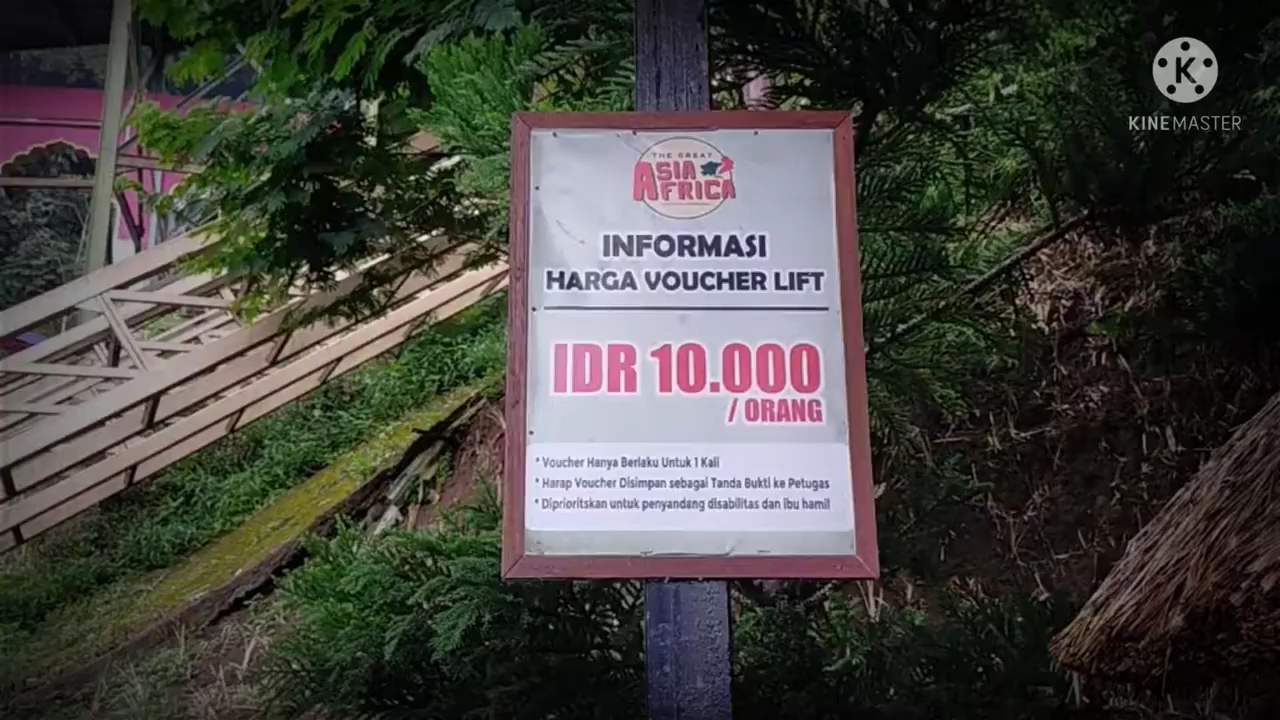 THE GREAT
ASIA
AFRICA
INFORMASI
HARGA VOUCHER LIFT
IDR 10.000
/ ORANG
* Voucher Hanya Berlaku Untuk 1 Kali
* Harap Voucher Disimpan sebagai Tanda Bukti ke Petugas
* Dipriortiskan untuk penyandang disabilitas dan ibu hamil
K
KINEMASTER